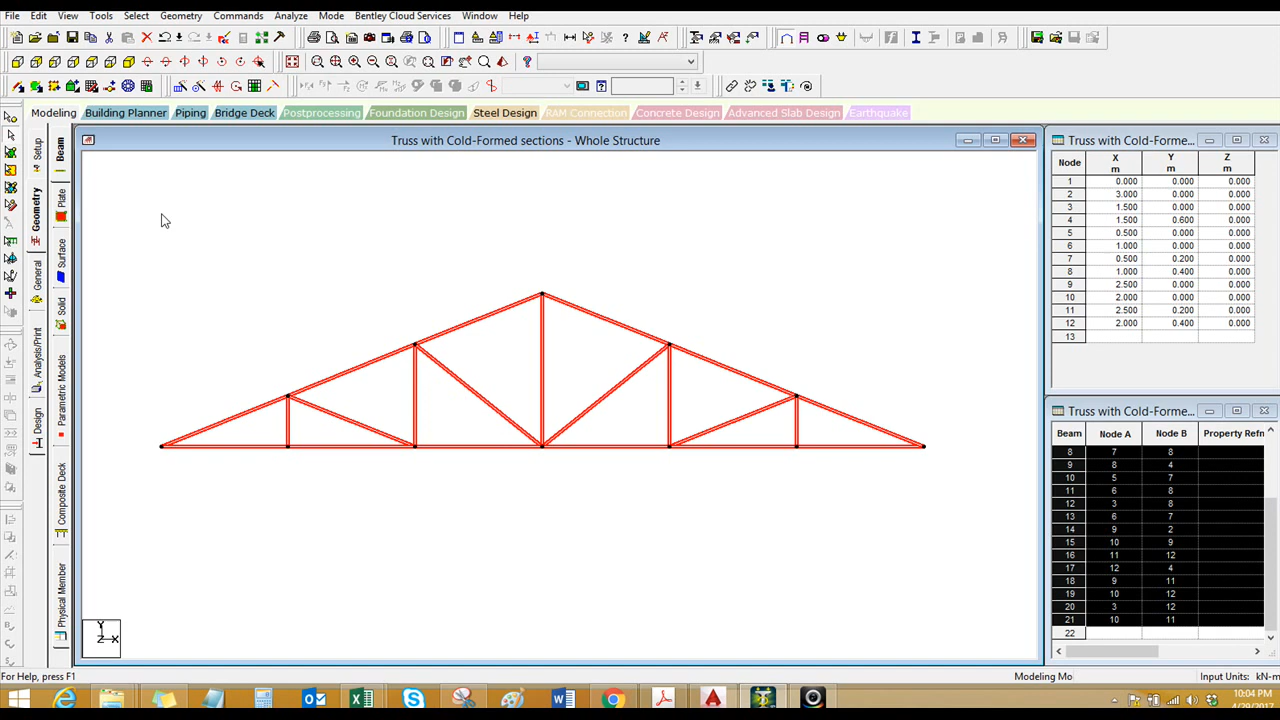 File Edit View Tools Select Geometry Commands Analyze Mode Bentley Cloud Services Window Help
Modeling Building Planner Piping Bridge Deck Postprocessing Foundation Design Steel Design RAM Connection Concrete Design Advanced Slab Design Earthquake
Setup
Geometry
General
Analysis/Print
Design
Beam
Plate
Surface
Solid
Parametric Models
Composite Deck
Physical Member
Truss with Cold-Formed sections - Whole Structure
Y
Z X
Truss with Cold-Forme...
Node X Y Z
m m m
1 0.000 0.000 0.000
2 3.000 0.000 0.000
3 1.500 0.000 0.000
4 1.500 0.600 0.000
5 0.500 0.000 0.000
6 1.000 0.000 0.000
7 0.500 0.200 0.000
8 1.000 0.400 0.000
9 2.500 0.000 0.000
10 2.000 0.000 0.000
11 2.500 0.200 0.000
12 2.000 0.400 0.000
13
Truss with Cold-Forme...
Beam Node A Node B Property Refn
8 7 8
9 8 4
10 5 7
11 6 8
12 3 8
13 6 7
14 9 2
15 10 9
16 11 12
17 12 4
18 9 11
19 10 12
20 3 12
21 10 11
22
For Help, press F1
Modeling Mo
Input Units: kN-m
10:04 PM
4/29/2017